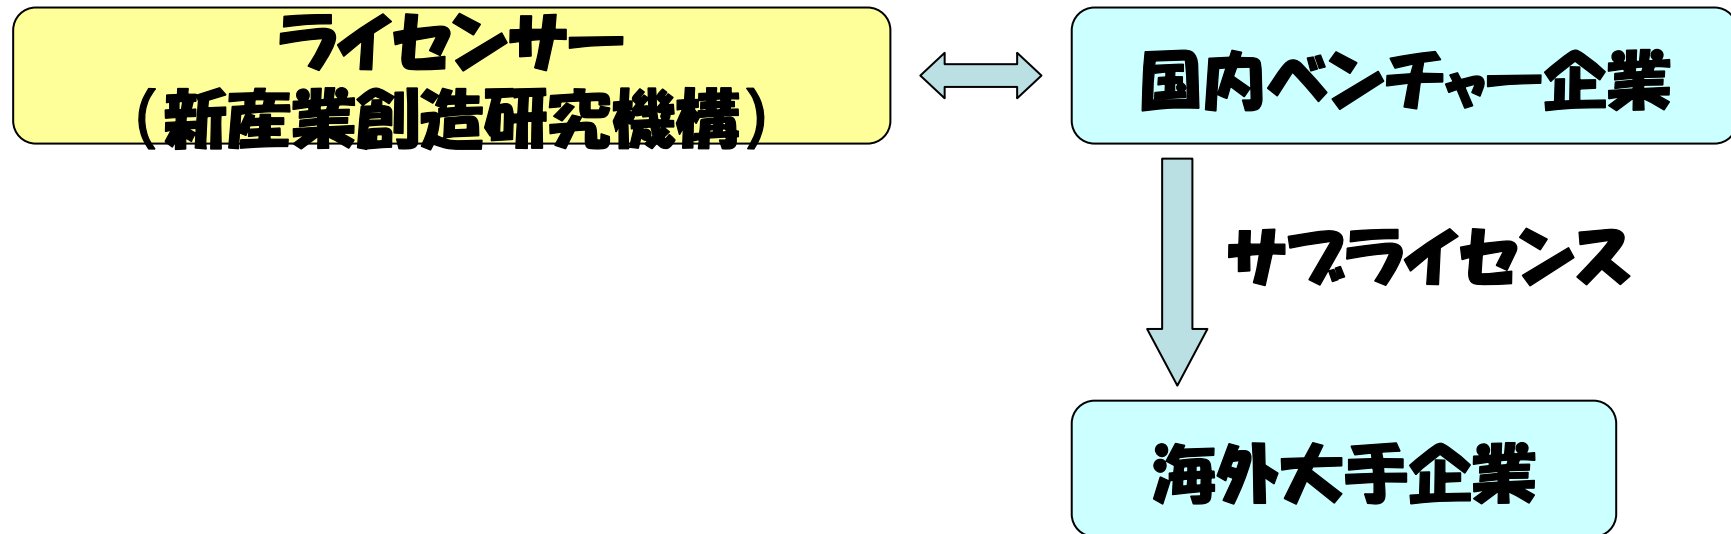 ライセンサー
（新産業創造研究機構）
国内ベンチャー企業
サブライセンス
海外大手企業